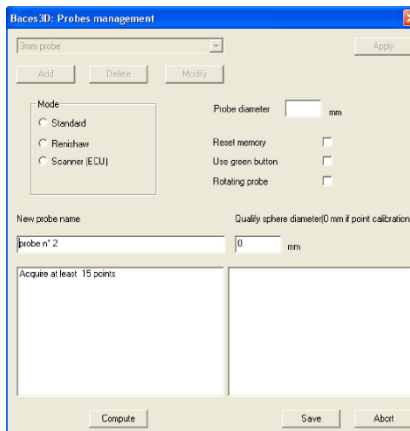 Baces3D: Probes management
3mm probe
Apply
Add Delete Modify
Mode
Standard
Renishaw
Scanner (ECU)
Probe diameter mm
Reset memory
Use green button
Rotating probe
New probe name
Qualify sphere diameter(0 mm if point calibration
probe n° 2
0 mm
Acquire at least 15 points
Compute Save Abort